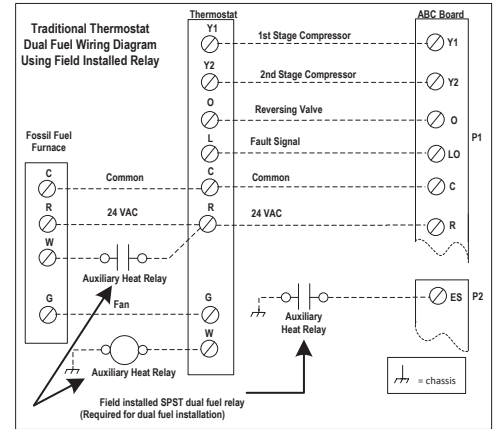 Traditional Thermostat
Dual Fuel Wiring Diagram
Using Field Installed Relay
Thermostat
ABC Board
Y1
1st Stage Compressor
Y1
Y2
2nd Stage Compressor
Y2
O
Reversing Valve
O
P1
Fossil Fuel
Furnace
L
Fault Signal
LO
C
Common
C
Common
C
R
24 VAC
R
24 VAC
R
W
Auxiliary Heat Relay
ES
P2
G
Fan
G
Auxiliary
Heat Relay
W
Auxiliary Heat Relay
= chassis
Field installed SPST dual fuel relay
(Required for dual fuel installation)